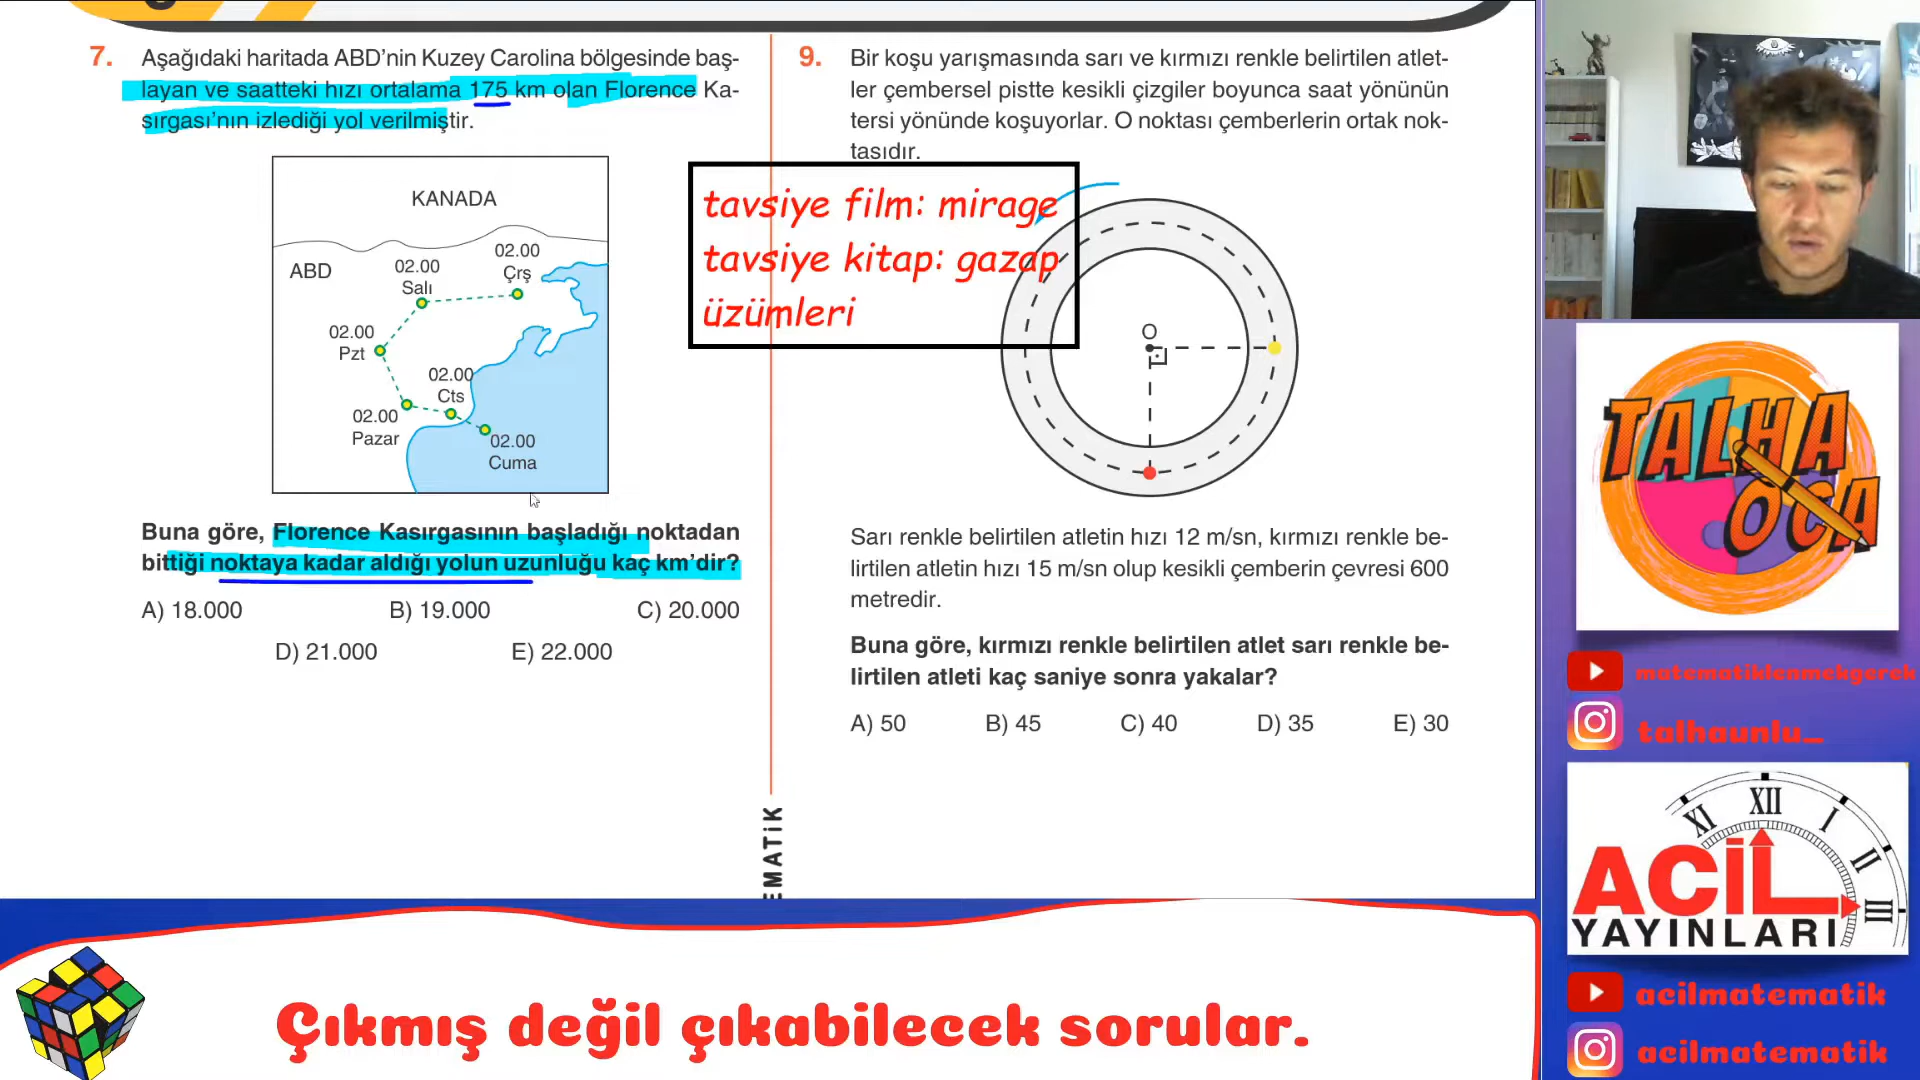 7. Aşağıdaki haritada ABD'nin Kuzey Carolina bölgesinde baş-
layan ve saatteki hızı ortalama 175 km olan Florence Ka-
sırgası'nın izlediği yol verilmiştir.
KANADA
ABD
02.00
Salı
02.00
Çrş
02.00
Pzt
02.00
Cts
02.00
Pazar
02.00
Cuma
Buna göre, Florence Kasırgasının başladığı noktadan
bittiği noktaya kadar aldığı yolun uzunluğu kaç km'dir?
A) 18.000 B) 19.000 C) 20.000
D) 21.000 E) 22.000
9. Bir koşu yarışmasında sarı ve kırmızı renkle belirtilen atlet-
ler çembersel pistte kesikli çizgiler boyunca saat yönünün
tersi yönünde koşuyorlar. O noktası çemberlerin ortak nok-
tasıdır.
tavsiye film: mirage
tavsiye kitap: gazap
üzümleri
O
Sarı renkle belirtilen atletin hızı 12 m/sn, kırmızı renkle be-
lirtilen atletin hızı 15 m/sn olup kesikli çemberin çevresi 600
metredir.
Buna göre, kırmızı renkle belirtilen atlet sarı renkle be-
lirtilen atleti kaç saniye sonra yakalar?
A) 50 B) 45 C) 40 D) 35 E) 30
EMATİK
Çıkmış değil çıkabilecek sorular.
TALHA
OCA
matematiklenmekgerek
talhaunlu_
XI XII I II III
ACİL
YAYINLARI
acilmatematik
acilmatematik